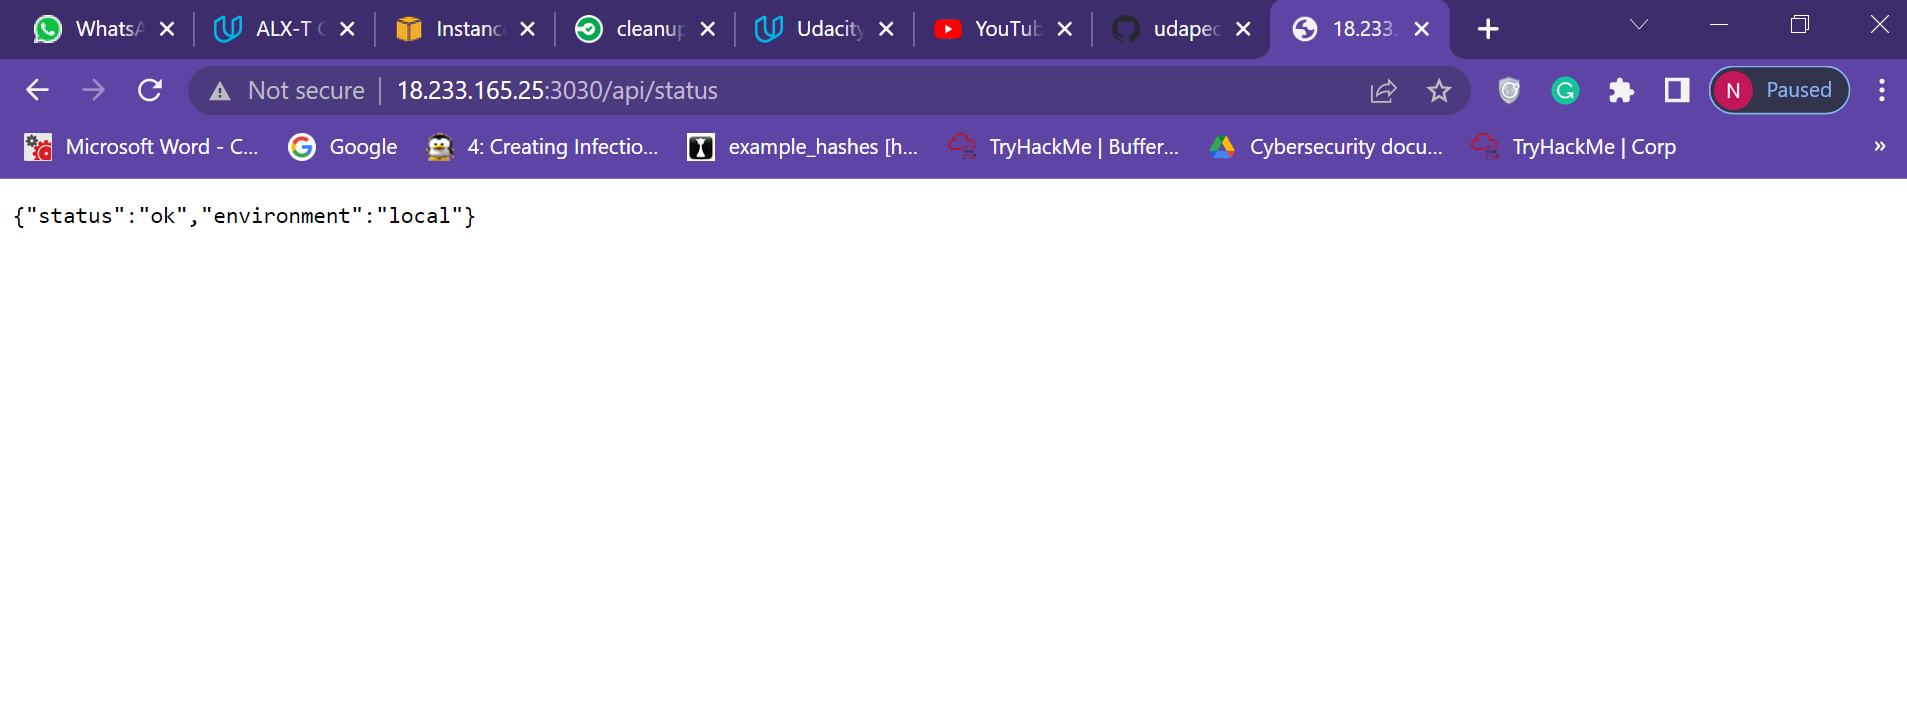 WhatsA ALX-T C Instanc cleanup Udacity YouTub udapec 18.233.
Not secure 18.233.165.25:3030/api/status N Paused
Microsoft Word - C... Google 4: Creating Infectio... example_hashes [h... TryHackMe | Buffer... Cybersecurity docu... TryHackMe | Corp »
{"status":"ok","environment":"local"}